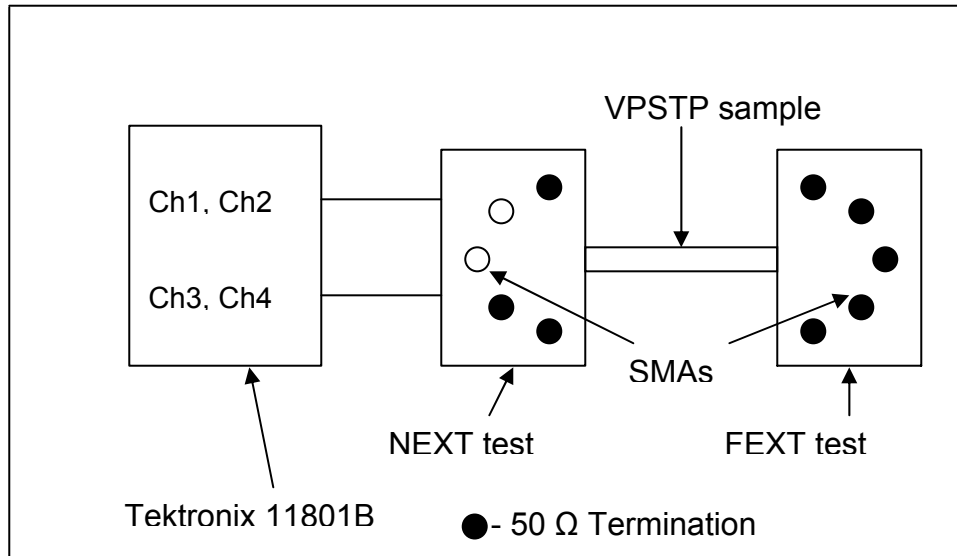 VPSTP sample
Ch1, Ch2
Ch3, Ch4
SMAs
NEXT test
FEXT test
Tektronix 11801B
- 50 Ω Termination